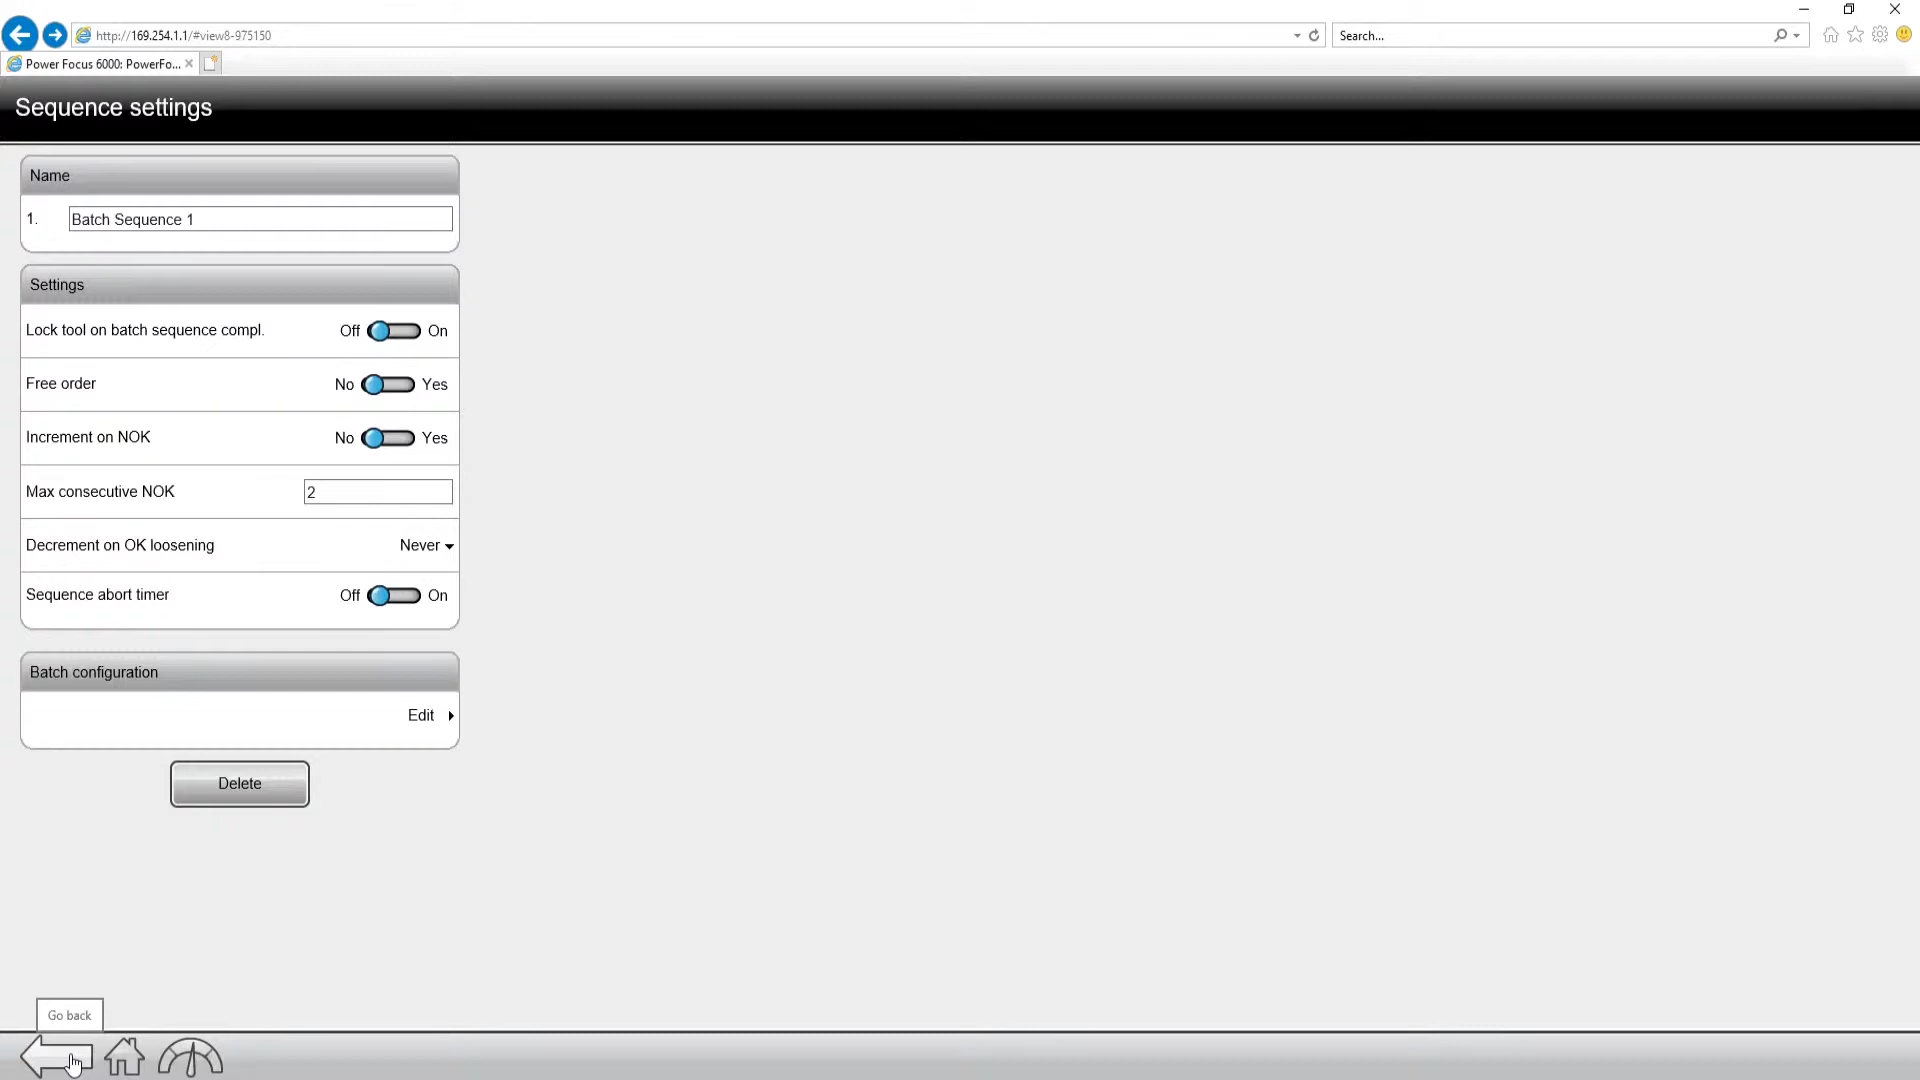 http://169.254.1.1/#view8-975150
Search...
Power Focus 6000: PowerFo...
Sequence settings
Name
1. Batch Sequence 1
Settings
Lock tool on batch sequence compl. Off On
Free order No Yes
Increment on NOK No Yes
Max consecutive NOK 2
Decrement on OK loosening Never
Sequence abort timer Off On
Batch configuration
Edit
Delete
Go back